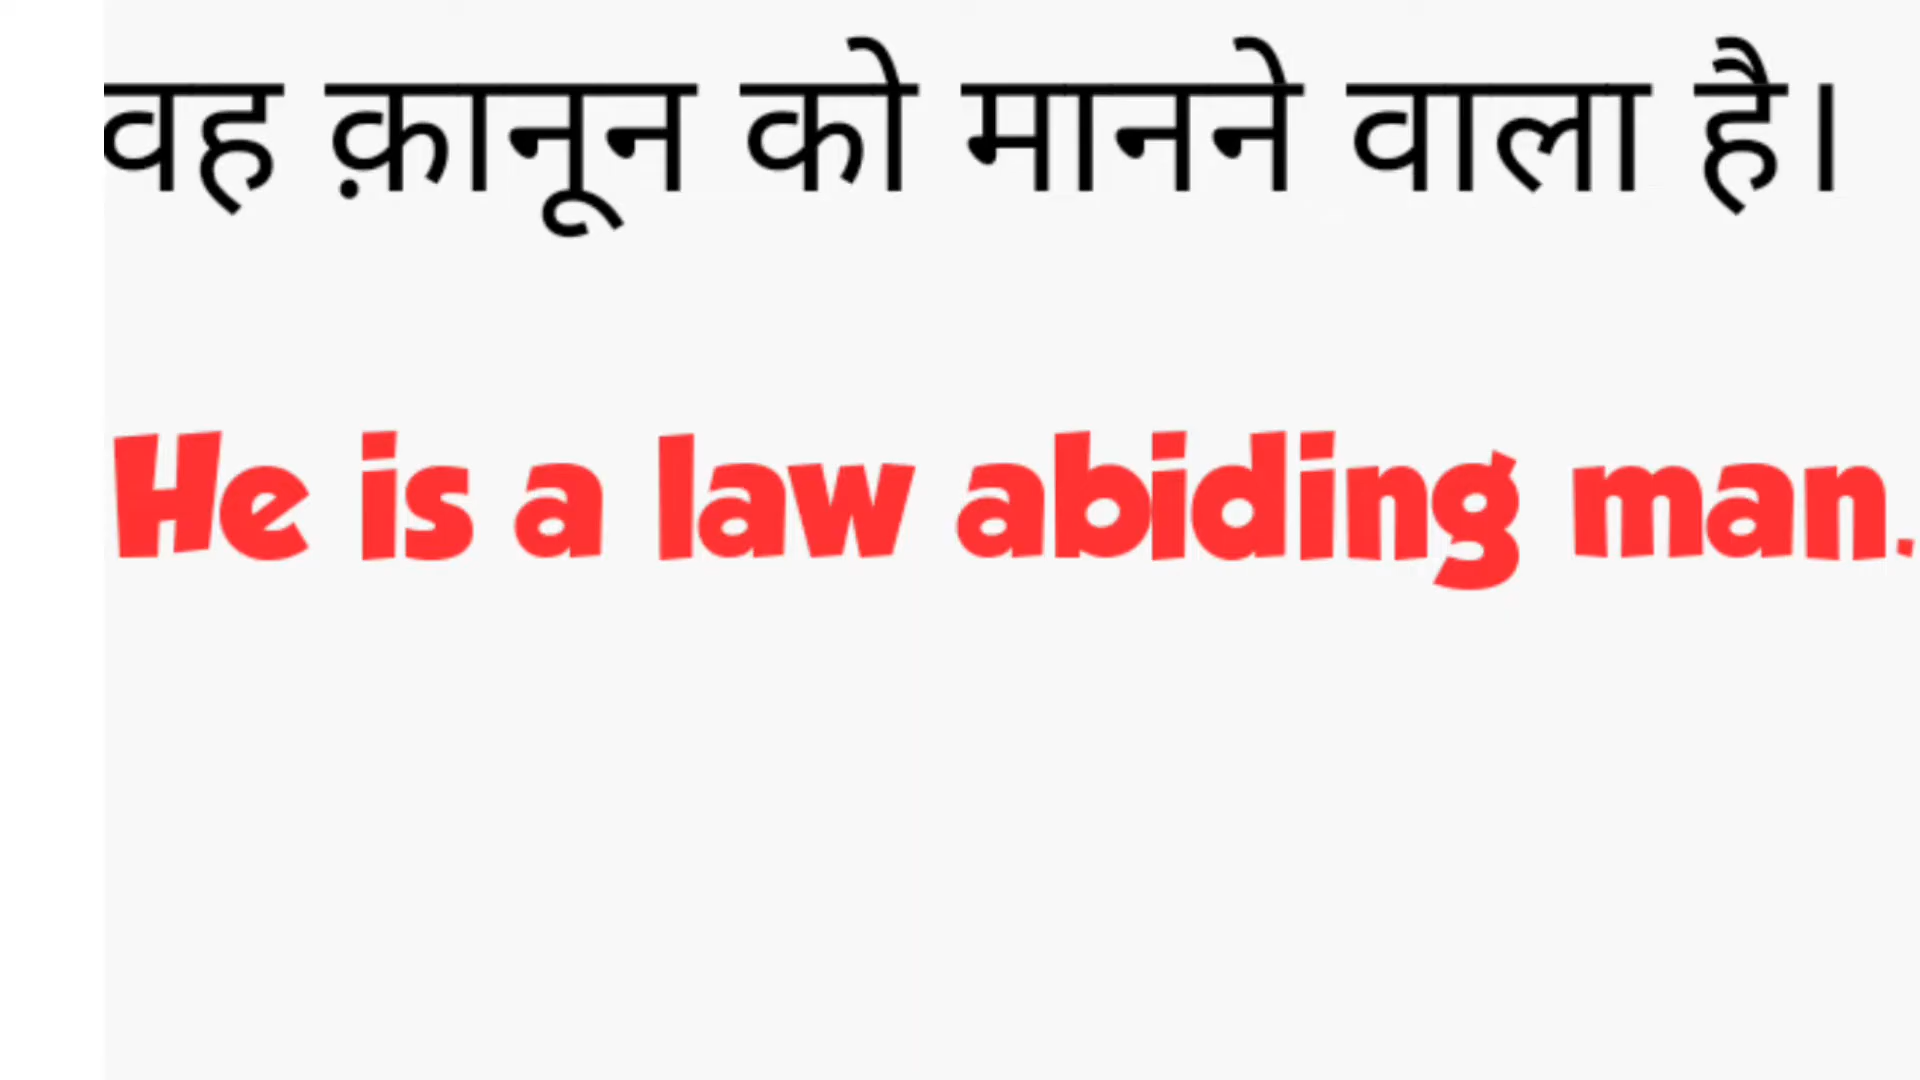 वह क़ानून को मानने वाला है।
He is a law abiding man.